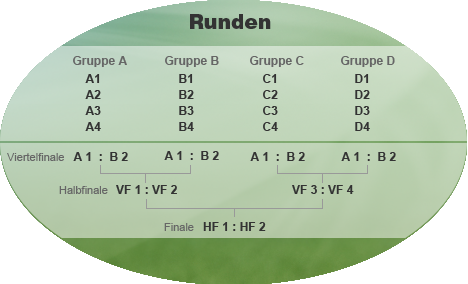 Runden
Gruppe A Gruppe B Gruppe C Gruppe D
A1 B1 C1 D1
A2 B2 C2 D2
A3 B3 C3 D3
A4 B4 C4 D4
Viertelfinale A 1 : B 2 A 1 : B 2 A 1 : B 2 A 1 : B 2
Halbfinale VF 1 : VF 2 VF 3 : VF 4
Finale HF 1 : HF 2